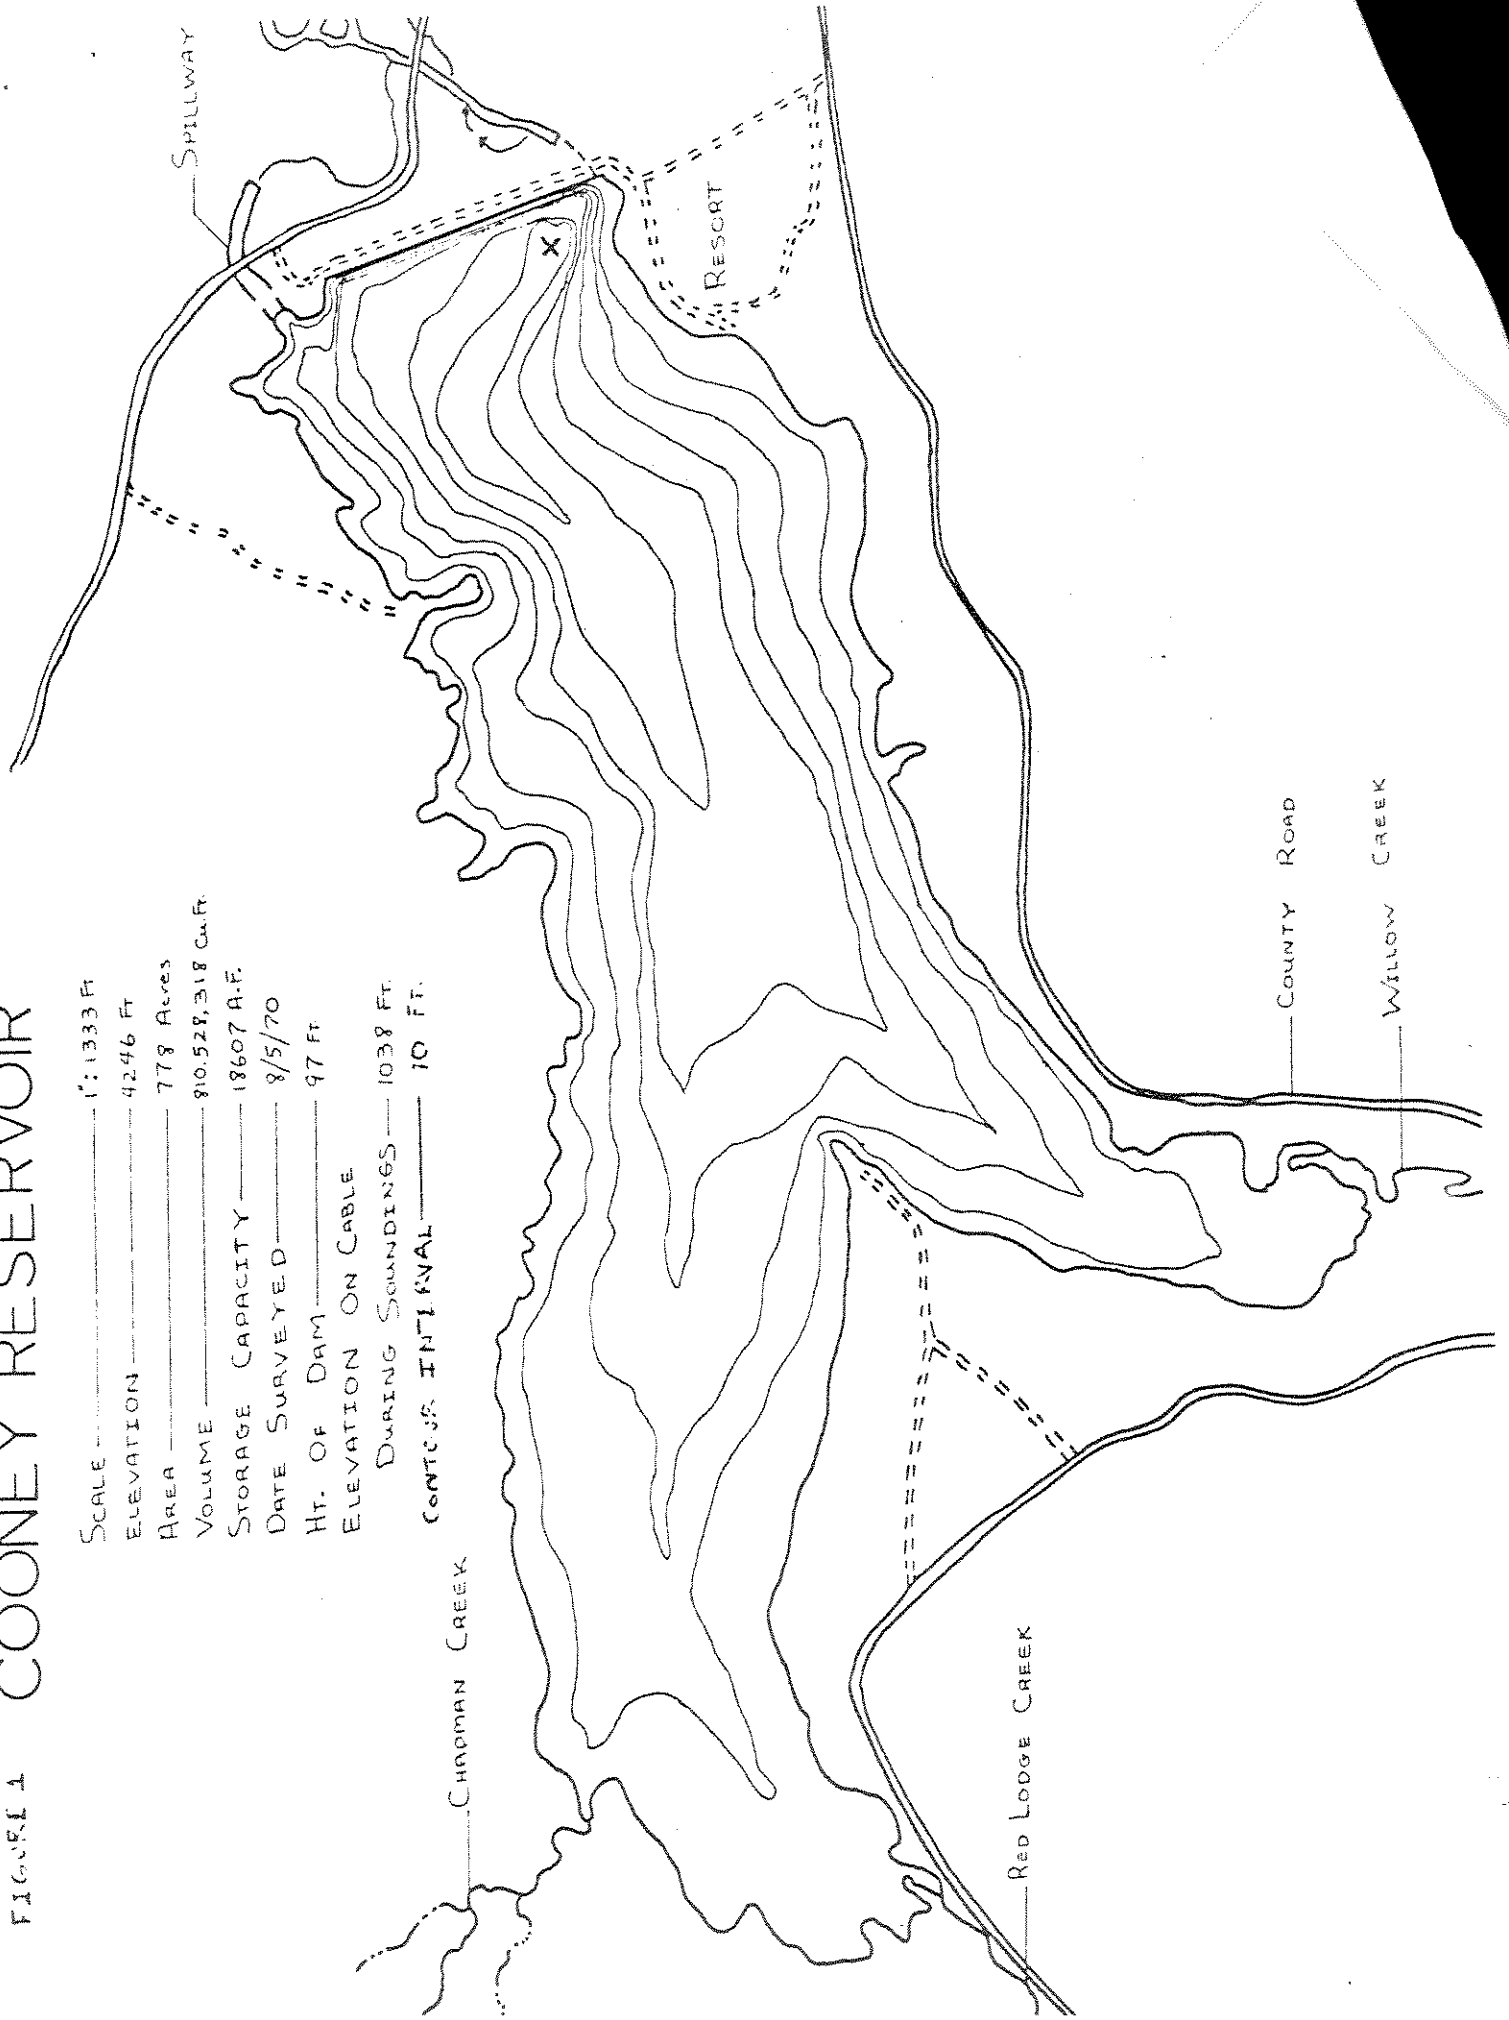 FIGURE 1 COONEY RESERVOIR
SCALE 1": 1333 Ft
ELEVATION 4246 Ft
AREA 778 Acres
VOLUME 810,528,318 Cu.Ft.
STORAGE CAPACITY 18607 A.F.
DATE SURVEYED 8/5/70
HT. OF DAM 97 Ft.
ELEVATION ON CABLE
DURING SOUNDINGS 1038 Ft.
CONTOUR INTERVAL 10 FT.
SPILLWAY
RESORT
X
CHAPMAN CREEK
RED LODGE CREEK
COUNTY ROAD
WILLOW CREEK